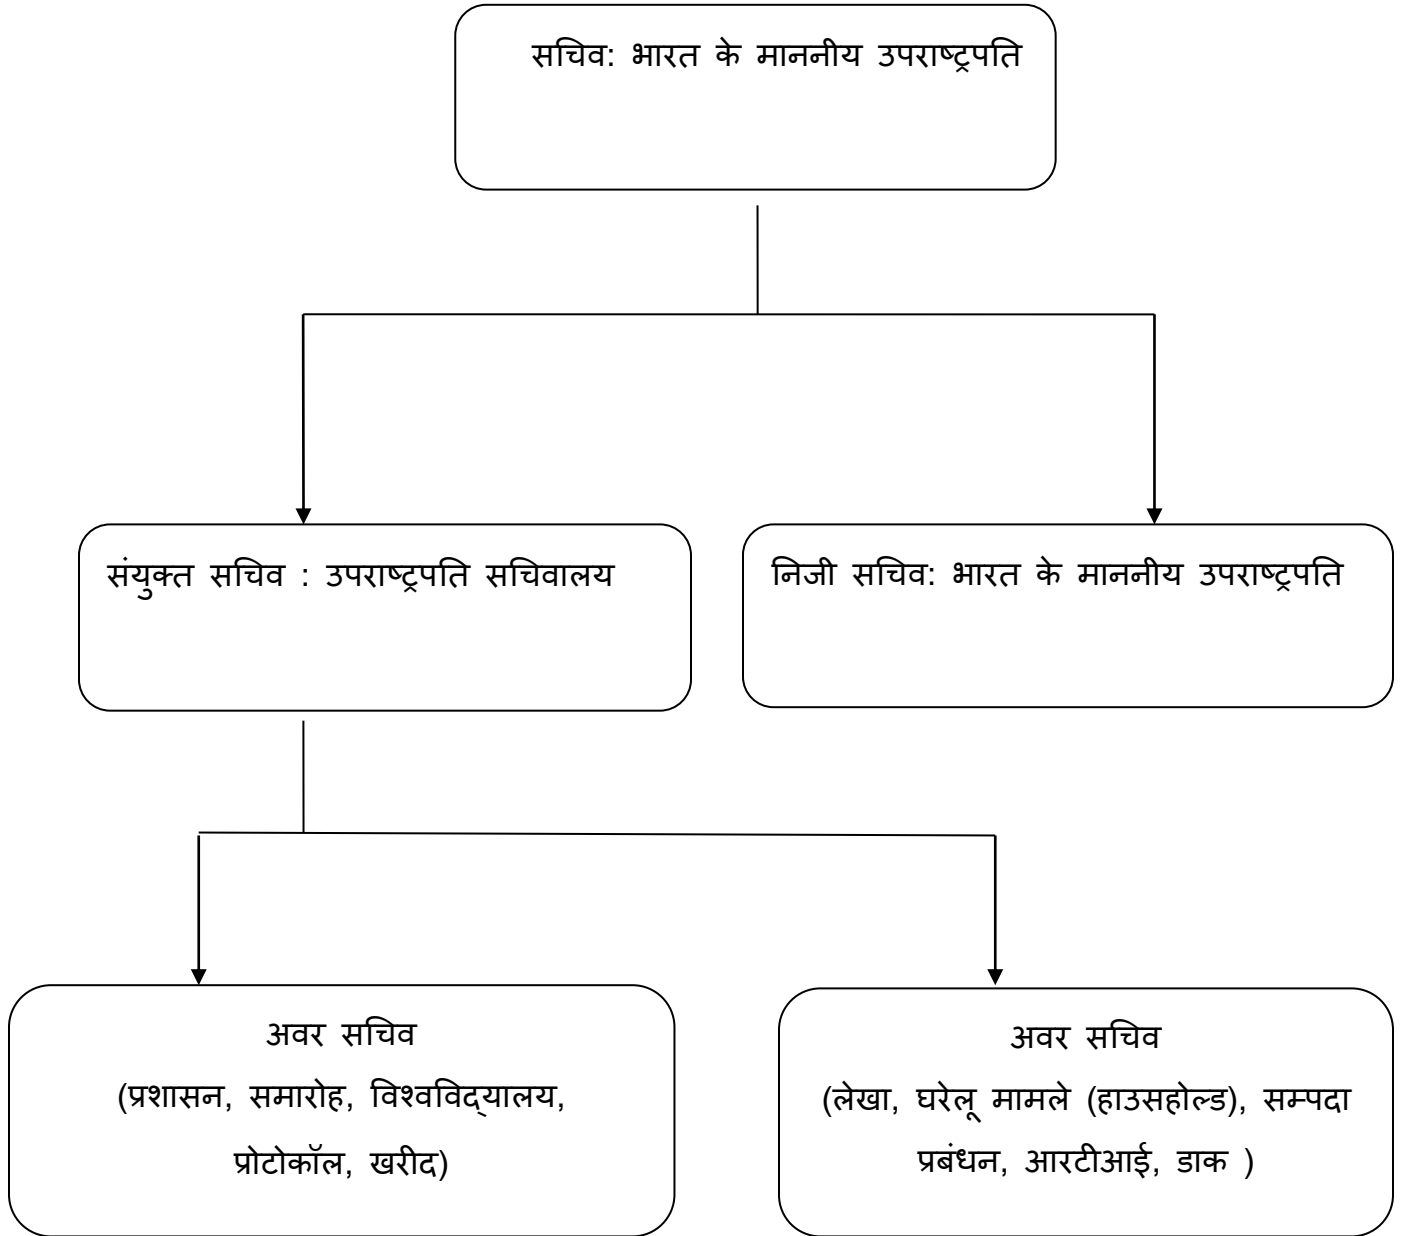 सचिव: भारत के माननीय उपराष्ट्रपति
संयुक्त सचिव : उपराष्ट्रपति सचिवालय
निजी सचिव: भारत के माननीय उपराष्ट्रपति
अवर सचिव
(प्रशासन, समारोह, विश्वविद्यालय,
प्रोटोकॉल, खरीद)
अवर सचिव
(लेखा, घरेलू मामले (हाउसहोल्ड), सम्पदा
प्रबंधन, आरटीआई, डाक )